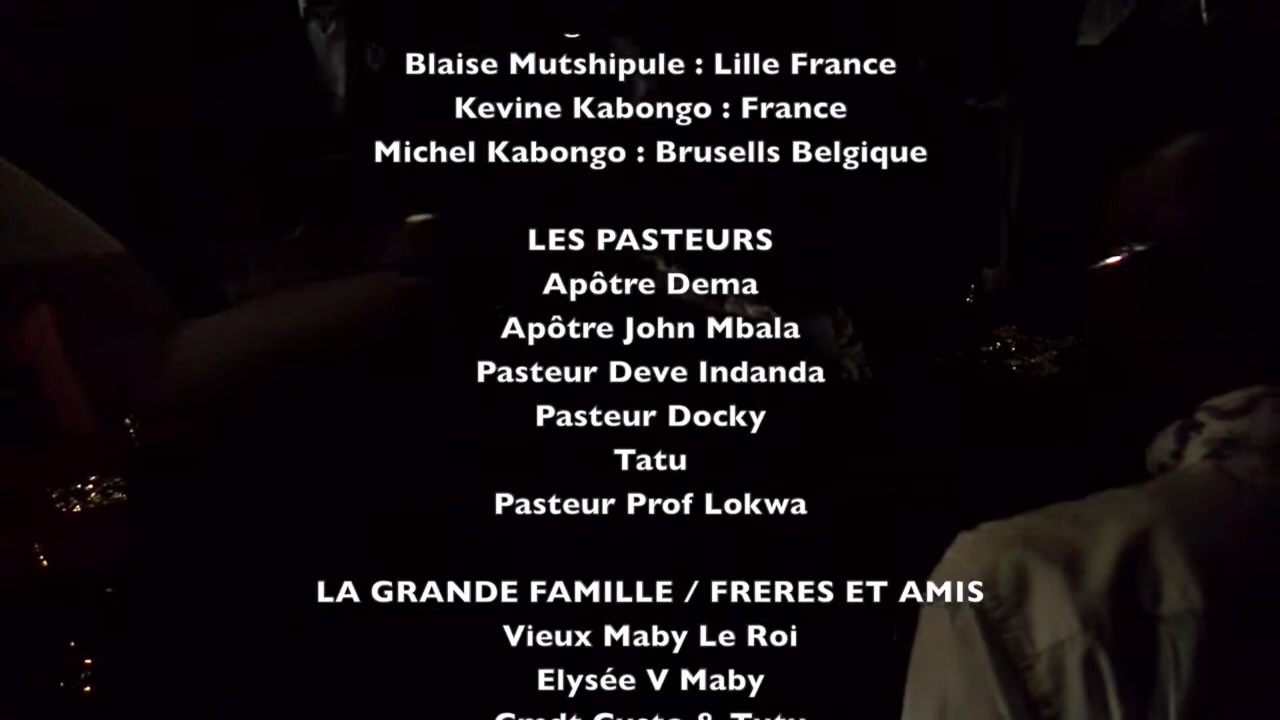 Blaise Mutshipule : Lille France
Kevine Kabongo : France
Michel Kabongo : Brusells Belgique
LES PASTEURS
Apôtre Dema
Apôtre John Mbala
Pasteur Deve Indanda
Pasteur Docky
Tatu
Pasteur Prof Lokwa
LA GRANDE FAMILLE / FRERES ET AMIS
Vieux Maby Le Roi
Elysée V Maby